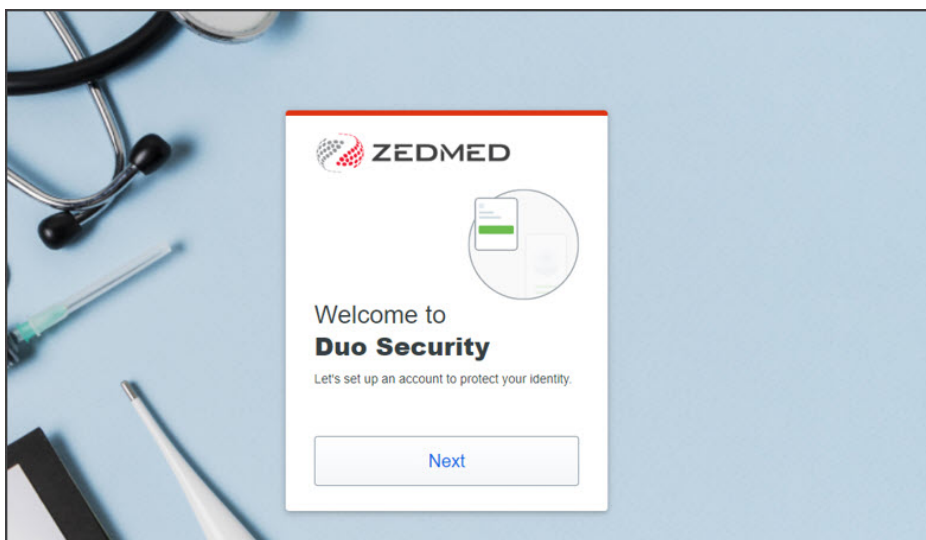 ZEDMED
Welcome to
Duo Security
Let's set up an account to protect your identity.
Next